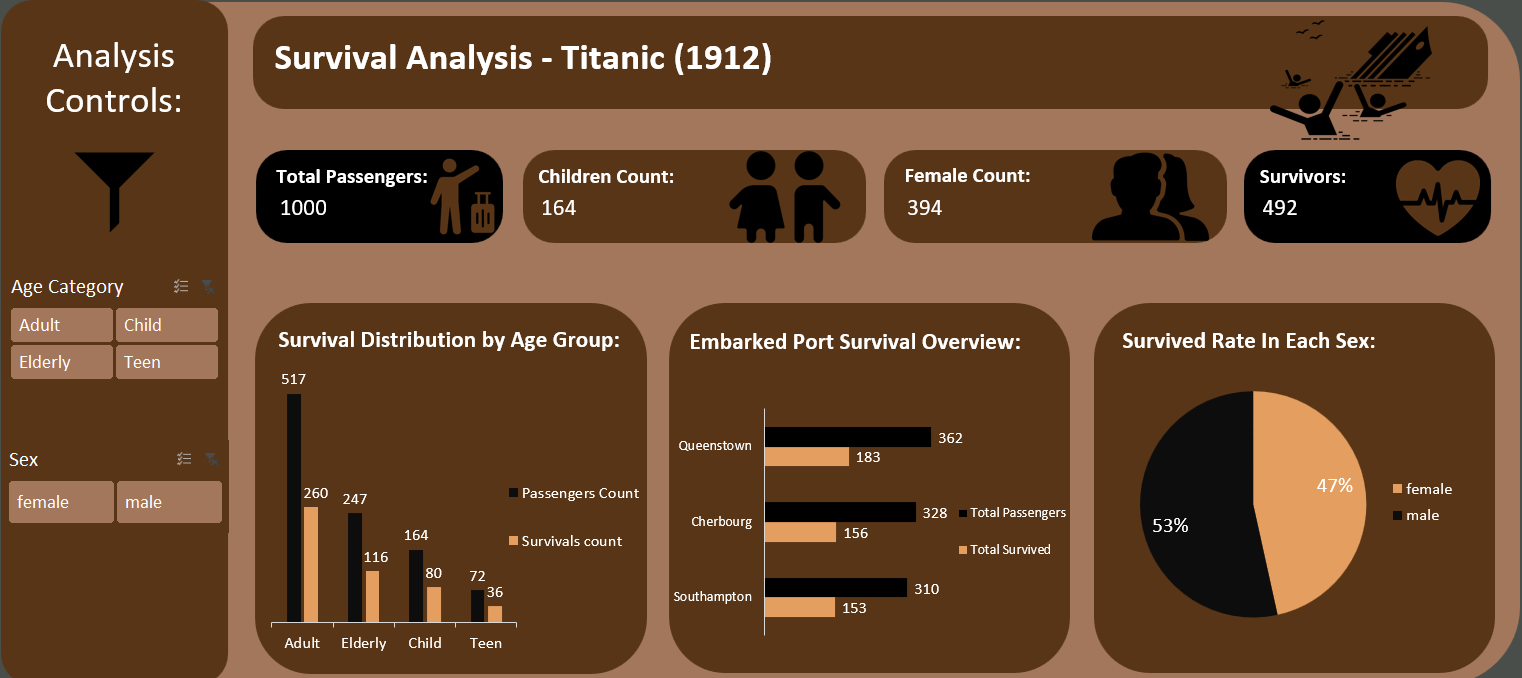 Analysis
Controls:
Survival Analysis - Titanic (1912)
Total Passengers:
1000
Children Count:
164
Female Count:
394
Survivors:
492
Age Category
Adult
Child
Elderly
Teen
Sex
female
male
Survival Distribution by Age Group:
517
260
247
116
164
80
72
36
Adult
Elderly
Child
Teen
Passengers Count
Survivals count
Embarked Port Survival Overview:
Queenstown
362
183
Cherbourg
328
156
Southampton
310
153
Total Passengers
Total Survived
Survived Rate In Each Sex:
47%
53%
female
male